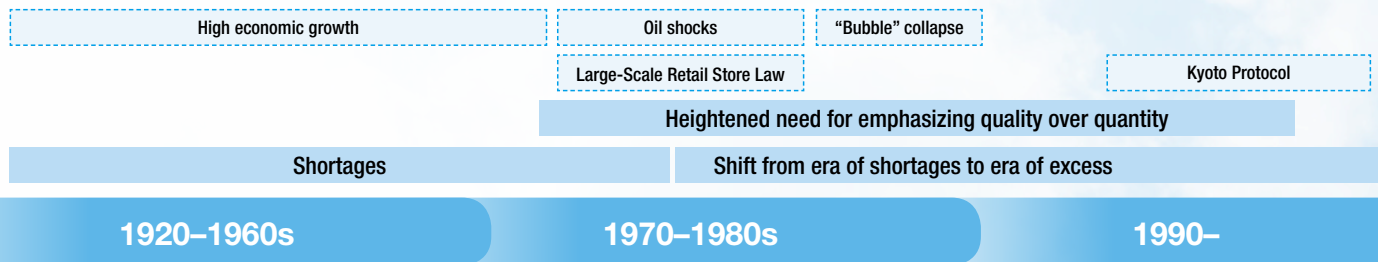 High economic growth
Oil shocks
“Bubble” collapse
Large-Scale Retail Store Law
Kyoto Protocol
Heightened need for emphasizing quality over quantity
Shortages
Shift from era of shortages to era of excess
1920–1960s
1970–1980s
1990–